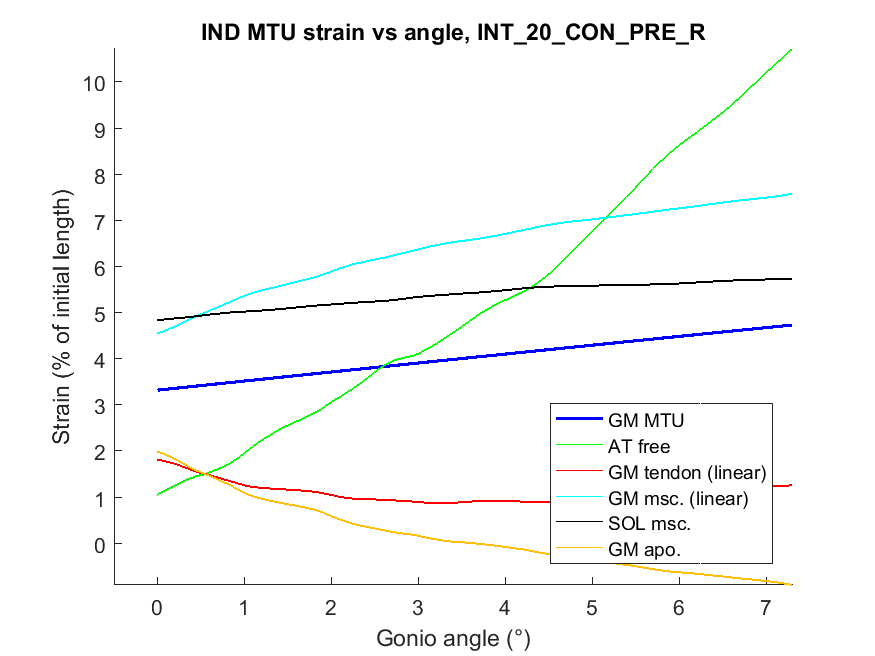 IND MTU strain vs angle, INT_20_CON_PRE_R
10
9
8
7
6
5
4
3
2
1
0
Strain (% of initial length)
GM MTU
AT free
GM tendon (linear)
GM msc. (linear)
SOL msc.
GM apo.
0 1 2 3 4 5 6 7
Gonio angle (°)